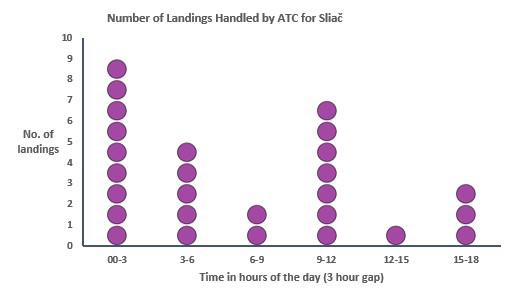 Number of Landings Handled by ATC for Sliač
10
9
8
7
6
5
4
3
2
1
0
No. of
landings
00-3 3-6 6-9 9-12 12-15 15-18
Time in hours of the day (3 hour gap)